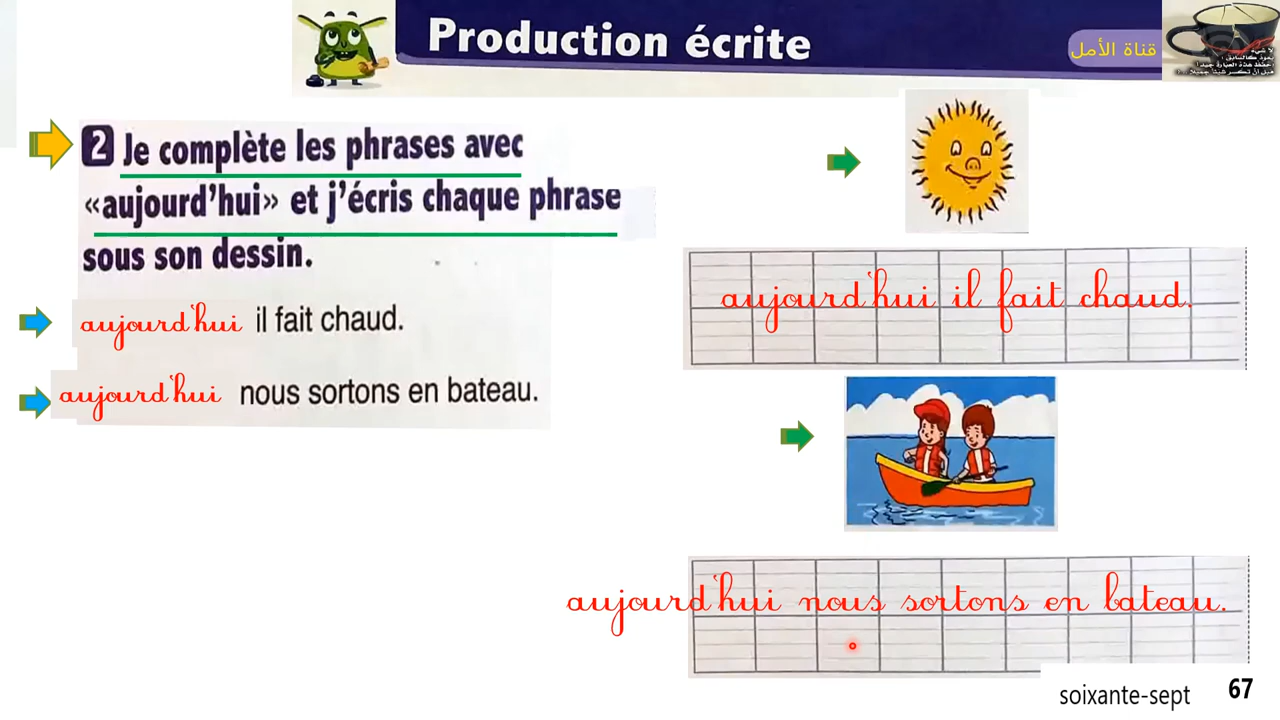 Production écrite
قناة الأمل
2 Je complète les phrases avec
«aujourd'hui» et j'écris chaque phrase
sous son dessin.
aujourd'hui il fait chaud.
aujourd'hui nous sortons en bateau.
aujourd'hui il fait chaud.
aujourd'hui nous sortons en bateau.
soixante-sept 67